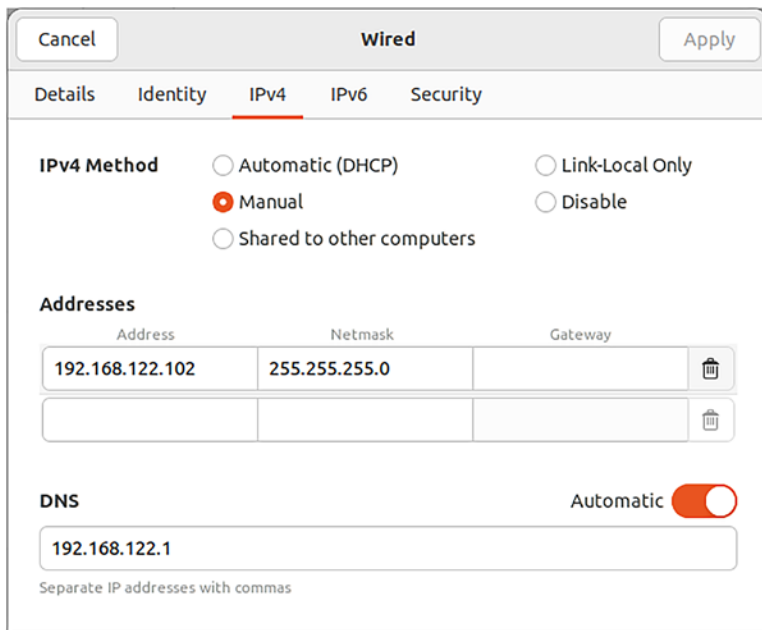 Cancel Wired Apply
Details Identity IPv4 IPv6 Security
IPv4 Method Automatic (DHCP) Link-Local Only
Manual Disable
Shared to other computers
Addresses
Address Netmask Gateway
192.168.122.102 255.255.255.0
DNS Automatic
192.168.122.1
Separate IP addresses with commas